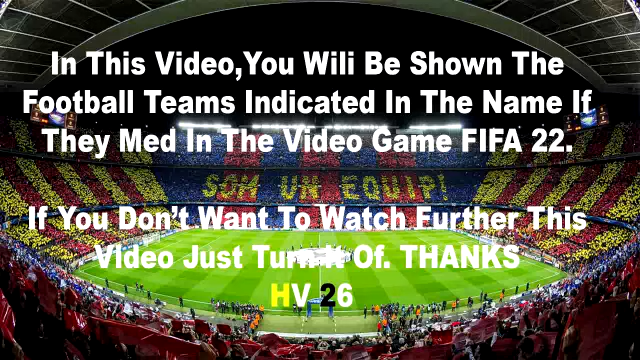 In This Video,You Wili Be Shown The
Football Teams Indicated In The Name If
They Med In The Video Game FIFA 22.
SOM UN EQUIP!
If You Don’t Want To Watch Further This
Video Just Turn It Of. THANKS
HV 26